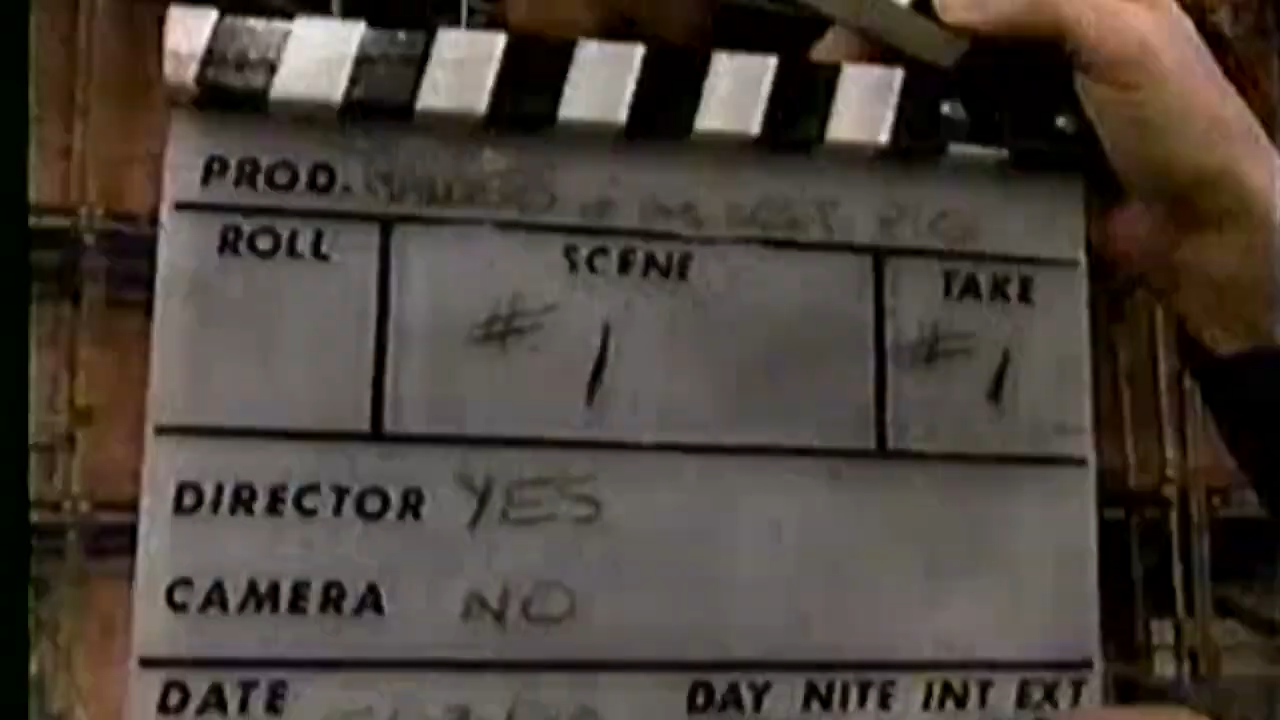 PROD.
ROLL SCENE TAKE
# 1 # 1
DIRECTOR YES
CAMERA NO
DATE DAY NITE INT EXT